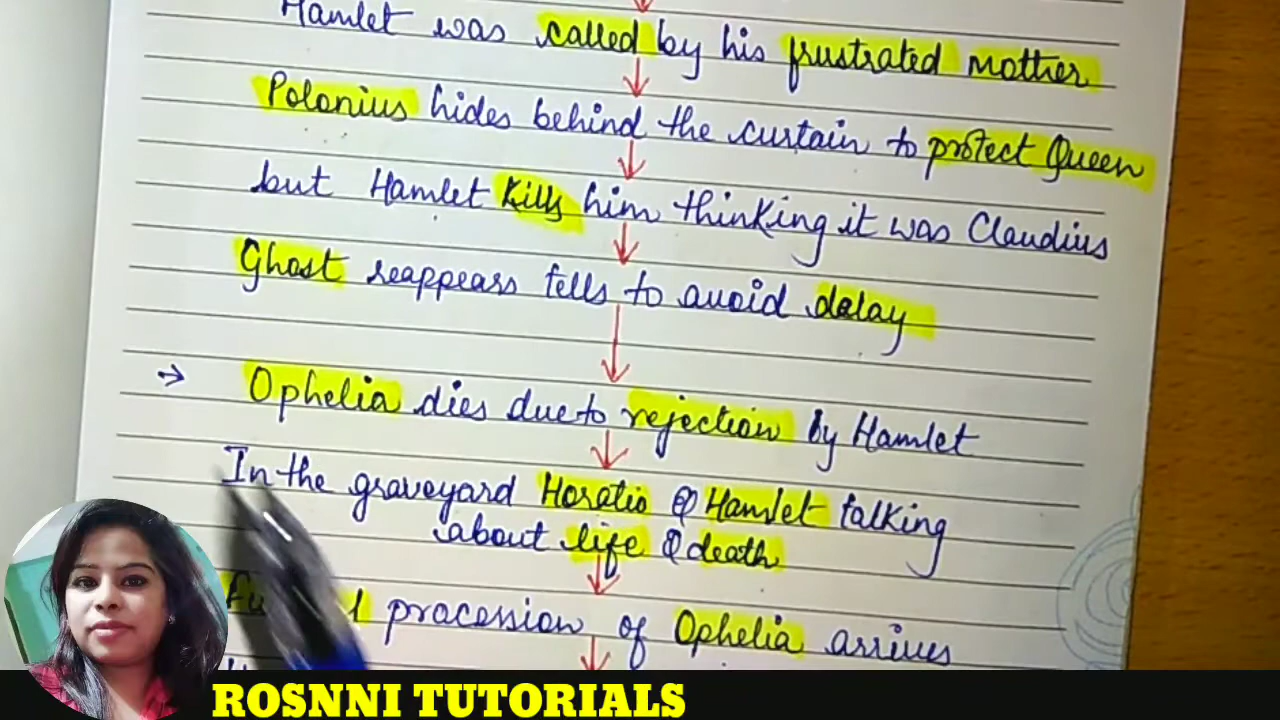 Hamlet was called by his frustrated mother
Polonius hides behind the curtain to protect Queen
but Hamlet kills him thinking it was Claudius
Ghost reappears tells to avoid delay
→ Ophelia dies due to rejection by Hamlet
In the graveyard Horatio & Hamlet talking
about life & death
procession of Ophelia arrives
ROSNNI TUTORIALS